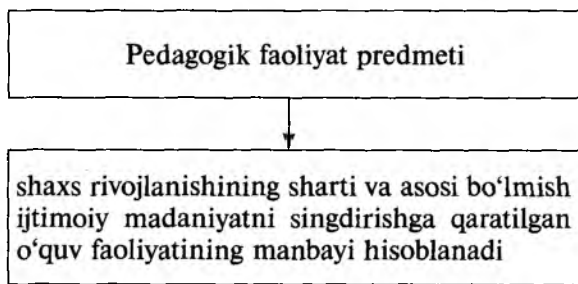 Pedagogik faoliyat predmeti
shaxs rivojlanishining sharti va asosi bo‘lmish
ijtimoiy madaniyatni singdirishga qaratilgan
o‘quv faoliyatining manbayi hisoblanadi